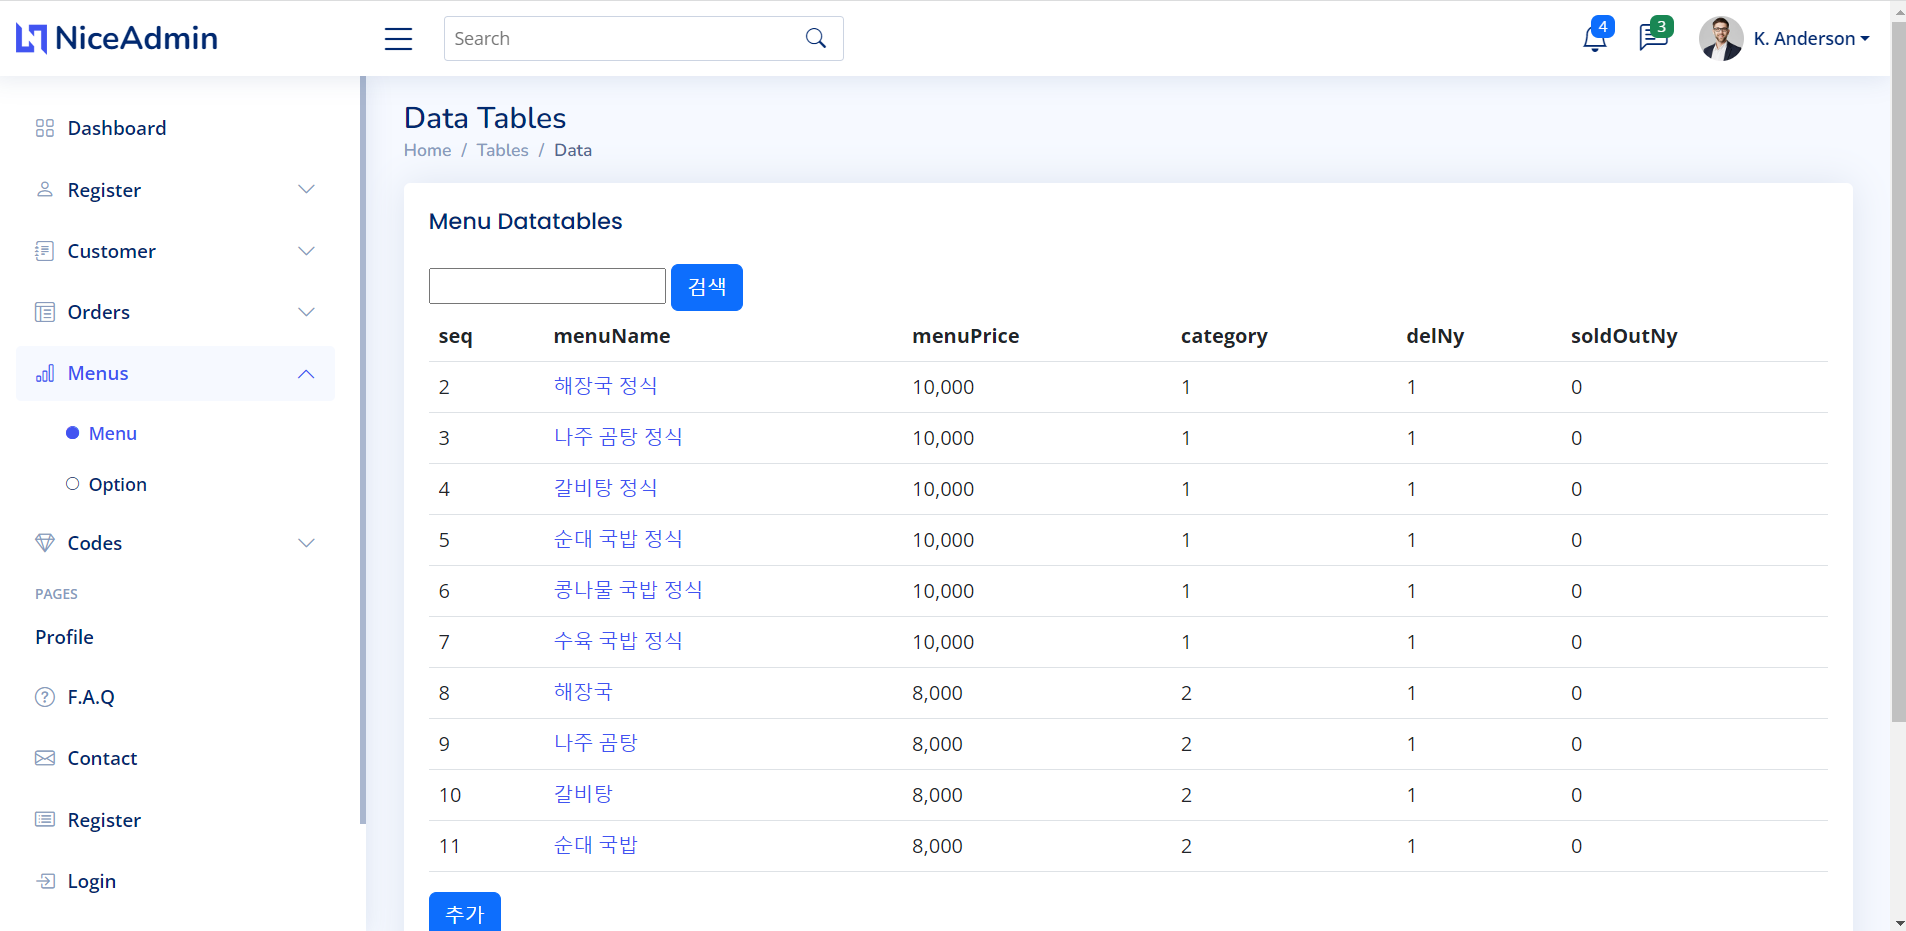 NiceAdmin
Search
4
3
K. Anderson
Dashboard
Register
Customer
Orders
Menus
Menu
Option
Codes
PAGES
Profile
F.A.Q
Contact
Register
Login
Data Tables
Home / Tables / Data
Menu Datatables
검색
seq menuName menuPrice category delNy soldOutNy
2 해장국 정식 10,000 1 1 0
3 나주 곰탕 정식 10,000 1 1 0
4 갈비탕 정식 10,000 1 1 0
5 순대 국밥 정식 10,000 1 1 0
6 콩나물 국밥 정식 10,000 1 1 0
7 수육 국밥 정식 10,000 1 1 0
8 해장국 8,000 2 1 0
9 나주 곰탕 8,000 2 1 0
10 갈비탕 8,000 2 1 0
11 순대 국밥 8,000 2 1 0
추가